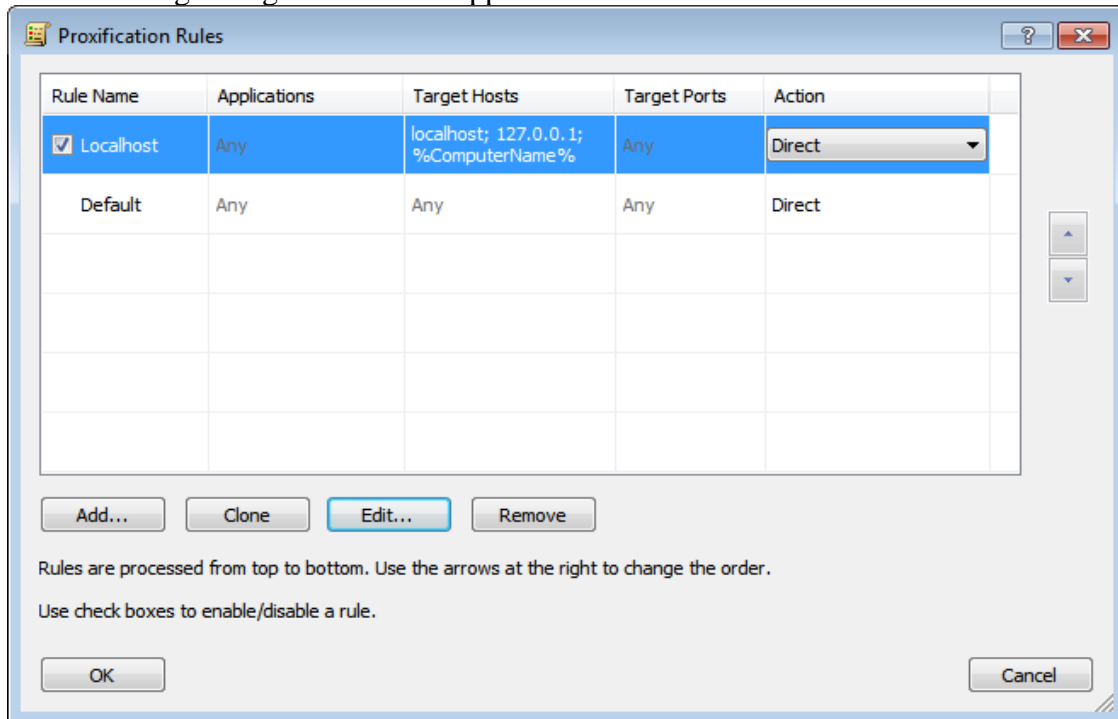 Proxification Rules
Rule Name Applications Target Hosts Target Ports Action
Localhost Any localhost; 127.0.0.1; Any Direct
%ComputerName%
Default Any Any Any Direct
Add... Clone Edit... Remove
Rules are processed from top to bottom. Use the arrows at the right to change the order.
Use check boxes to enable/disable a rule.
OK Cancel